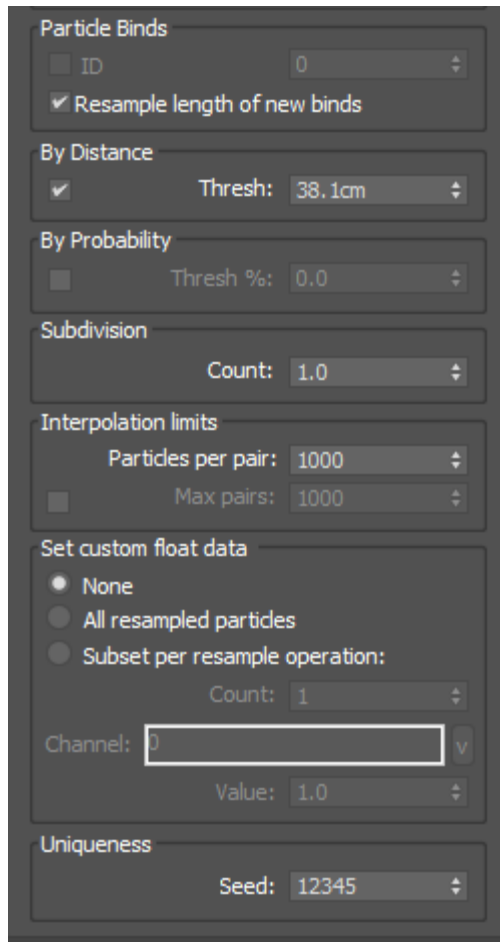 Particle Binds
ID 0
Resample length of new binds
By Distance
Thresh: 38.1cm
By Probability
Thresh %: 0.0
Subdivision
Count: 1.0
Interpolation limits
Particles per pair: 1000
Max pairs: 1000
Set custom float data
None
All resampled particles
Subset per resample operation:
Count: 1
Channel: 0 v
Value: 1.0
Uniqueness
Seed: 12345